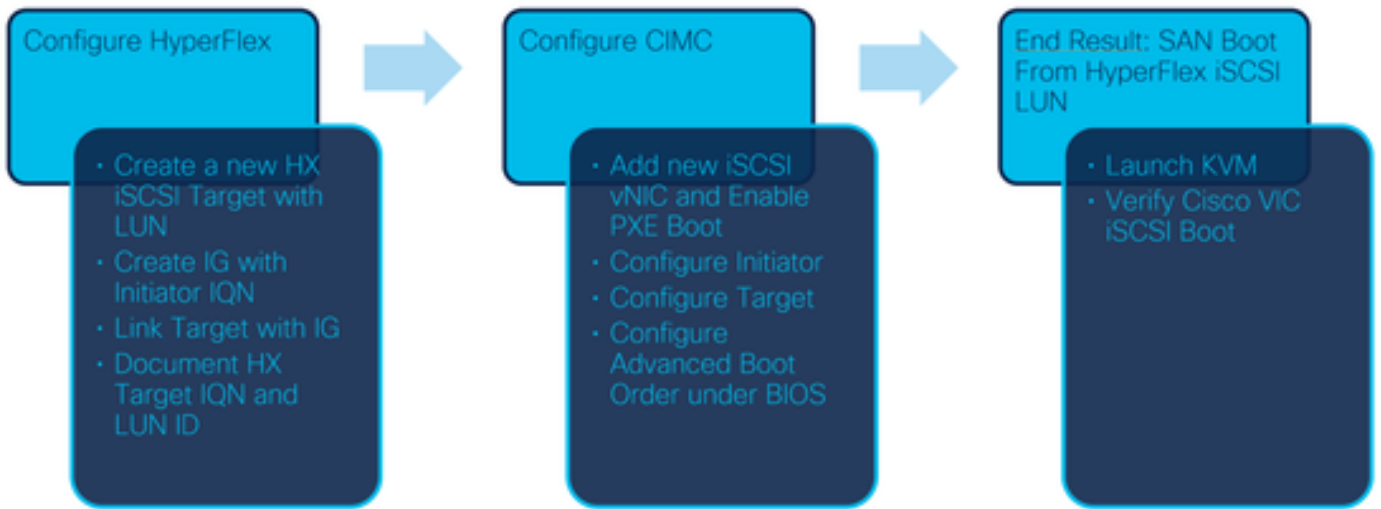 Configure HyperFlex
• Create a new HX
iSCSI Target with
LUN
• Create IG with
Initiator IQN
• Link Target with IG
• Document HX
Target IQN and
LUN ID
Configure CIMC
• Add new iSCSI
vNIC and Enable
PXE Boot
• Configure Initiator
• Configure Target
• Configure
Advanced Boot
Order under BIOS
End Result: SAN Boot
From HyperFlex iSCSI
LUN
• Launch KVM
• Verify Cisco VIC
iSCSI Boot